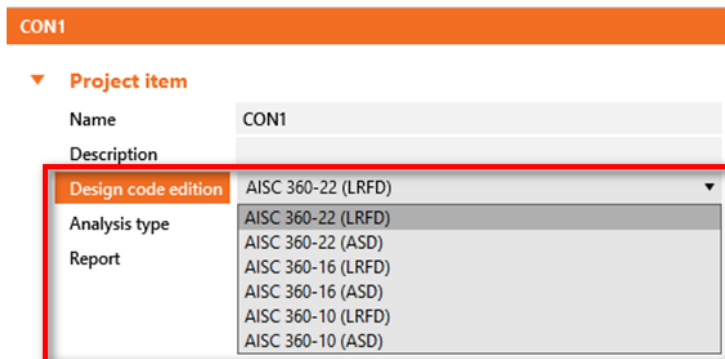 CON1
Project item
Name CON1
Description
Design code edition AISC 360-22 (LRFD)
Analysis type AISC 360-22 (LRFD)
AISC 360-22 (ASD)
Report AISC 360-16 (LRFD)
AISC 360-16 (ASD)
AISC 360-10 (LRFD)
AISC 360-10 (ASD)